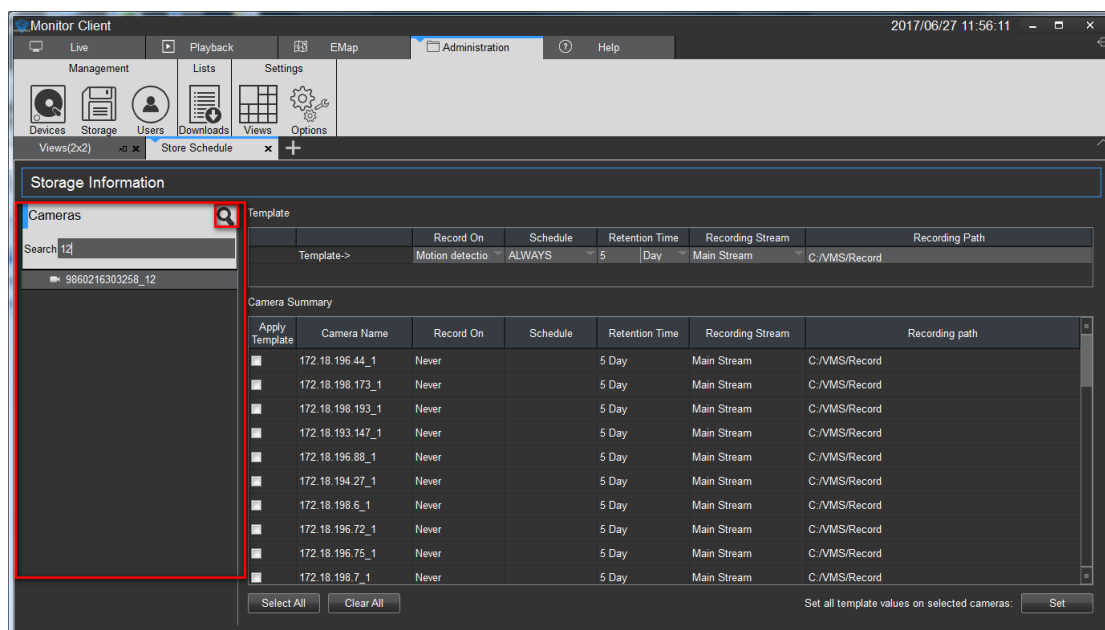 Monitor Client 2017/06/27 11:56:11
Live Playback EMap Administration Help
Management Lists Settings
Devices Storage Users Downloads Views Options
Views(2x2) Store Schedule
Storage Information
Cameras
Search 12
9860216303258_12
Template
Record On Schedule Retention Time Recording Stream Recording Path
Template-> Motion detectio ALWAYS 5 Day Main Stream C:/VMS/Record
Camera Summary
Apply Template Camera Name Record On Schedule Retention Time Recording Stream Recording path
172.18.196.44_1 Never 5 Day Main Stream C:/VMS/Record
172.18.198.173_1 Never 5 Day Main Stream C:/VMS/Record
172.18.198.193_1 Never 5 Day Main Stream C:/VMS/Record
172.18.193.147_1 Never 5 Day Main Stream C:/VMS/Record
172.18.196.88_1 Never 5 Day Main Stream C:/VMS/Record
172.18.194.27_1 Never 5 Day Main Stream C:/VMS/Record
172.18.198.6_1 Never 5 Day Main Stream C:/VMS/Record
172.18.196.72_1 Never 5 Day Main Stream C:/VMS/Record
172.18.196.75_1 Never 5 Day Main Stream C:/VMS/Record
172.18.198.7_1 Never 5 Day Main Stream C:/VMS/Record
Select All Clear All Set all template values on selected cameras: Set